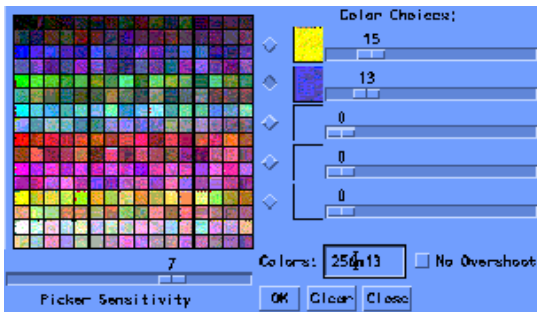 Color Choices:
15
13
0
0
0
7
Picker Sensitivity
Colors:
No Overshoot
OK Clear Close